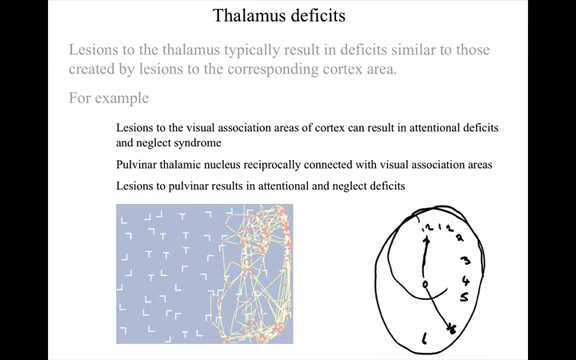 Thalamus deficits
Lesions to the thalamus typically result in deficits similar to those
created by lesions to the corresponding cortex area.
For example
Lesions to the visual association areas of cortex can result in attentional deficits
and neglect syndrome
Pulvinar thalamic nucleus reciprocally connected with visual association areas
Lesions to pulvinar results in attentional and neglect deficits
12
3
4
5